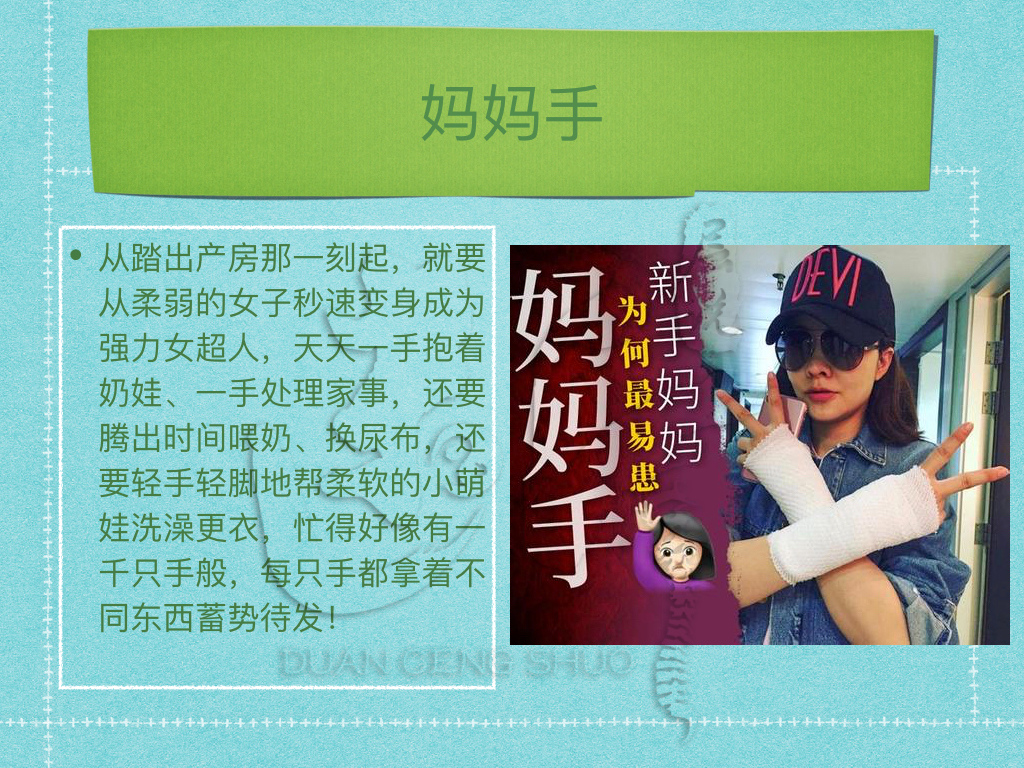 妈妈手
• 从踏出产房那一刻起，就要
从柔弱的女子秒速变身成为
强力女超人，天天一手抱着
奶娃、一手处理家事，还要
腾出时间喂奶、换尿布，还
要轻手轻脚地帮柔软的小萌
娃洗澡更衣，忙得好像有一
千只手般，每只手都拿着不
同东西蓄势待发！
妈妈手
为何最易患
新手妈妈
DEVI
DUAN CENG SHUO